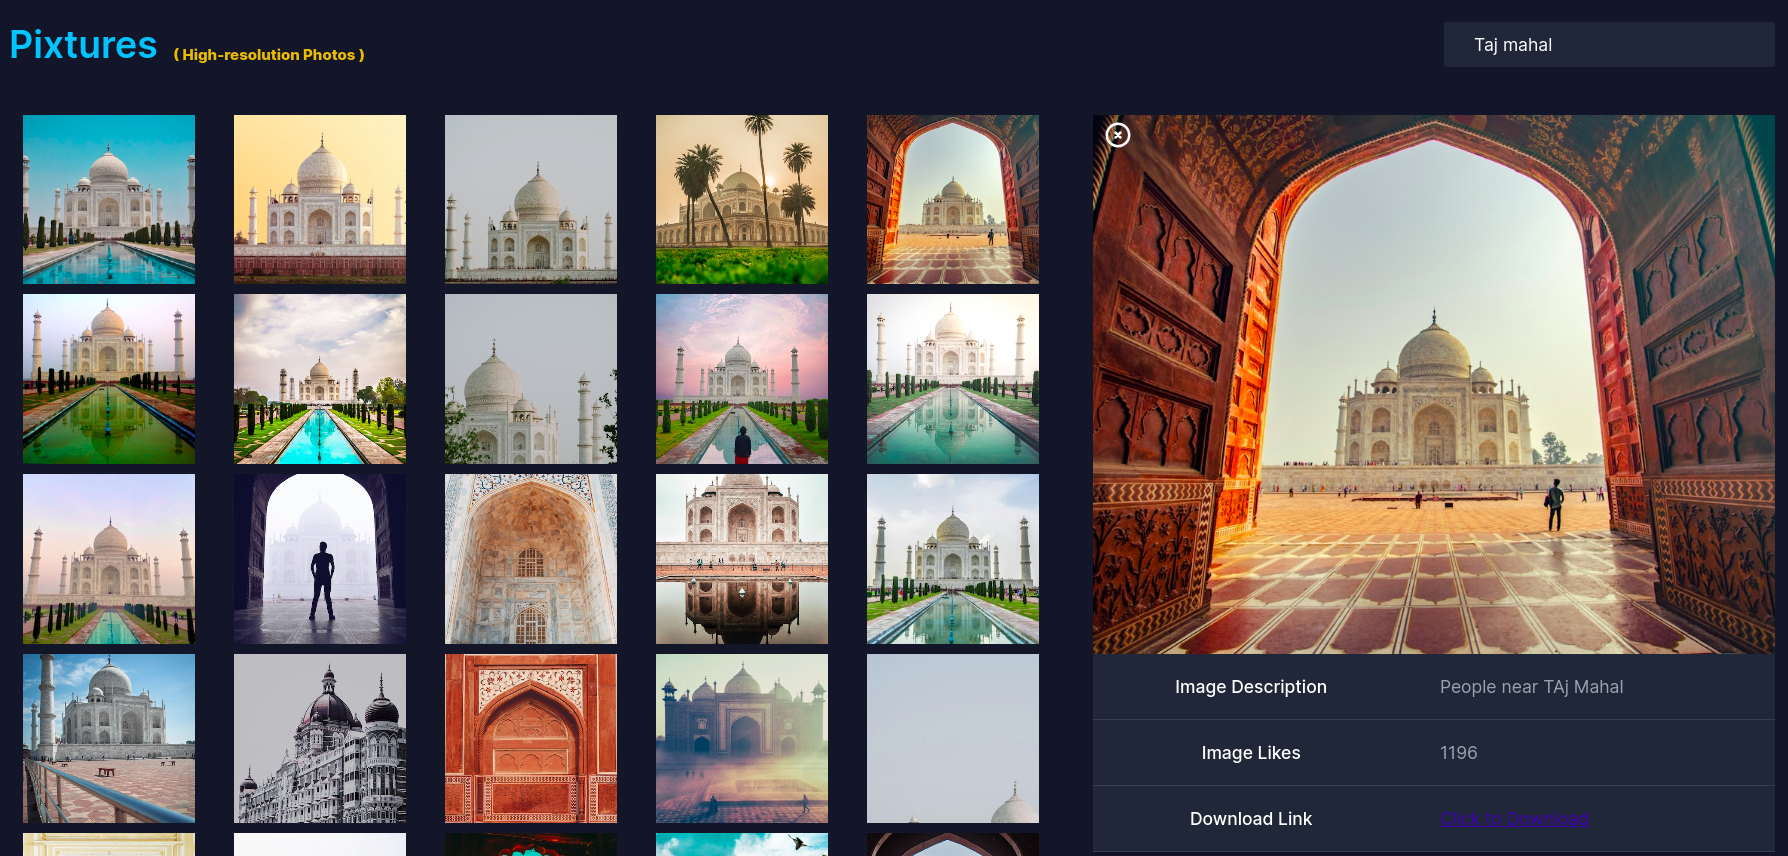 Pixtures
( High-resolution Photos )
Taj mahal
Image Description
People near TAj Mahal
Image Likes
1196
Download Link
Click to Download